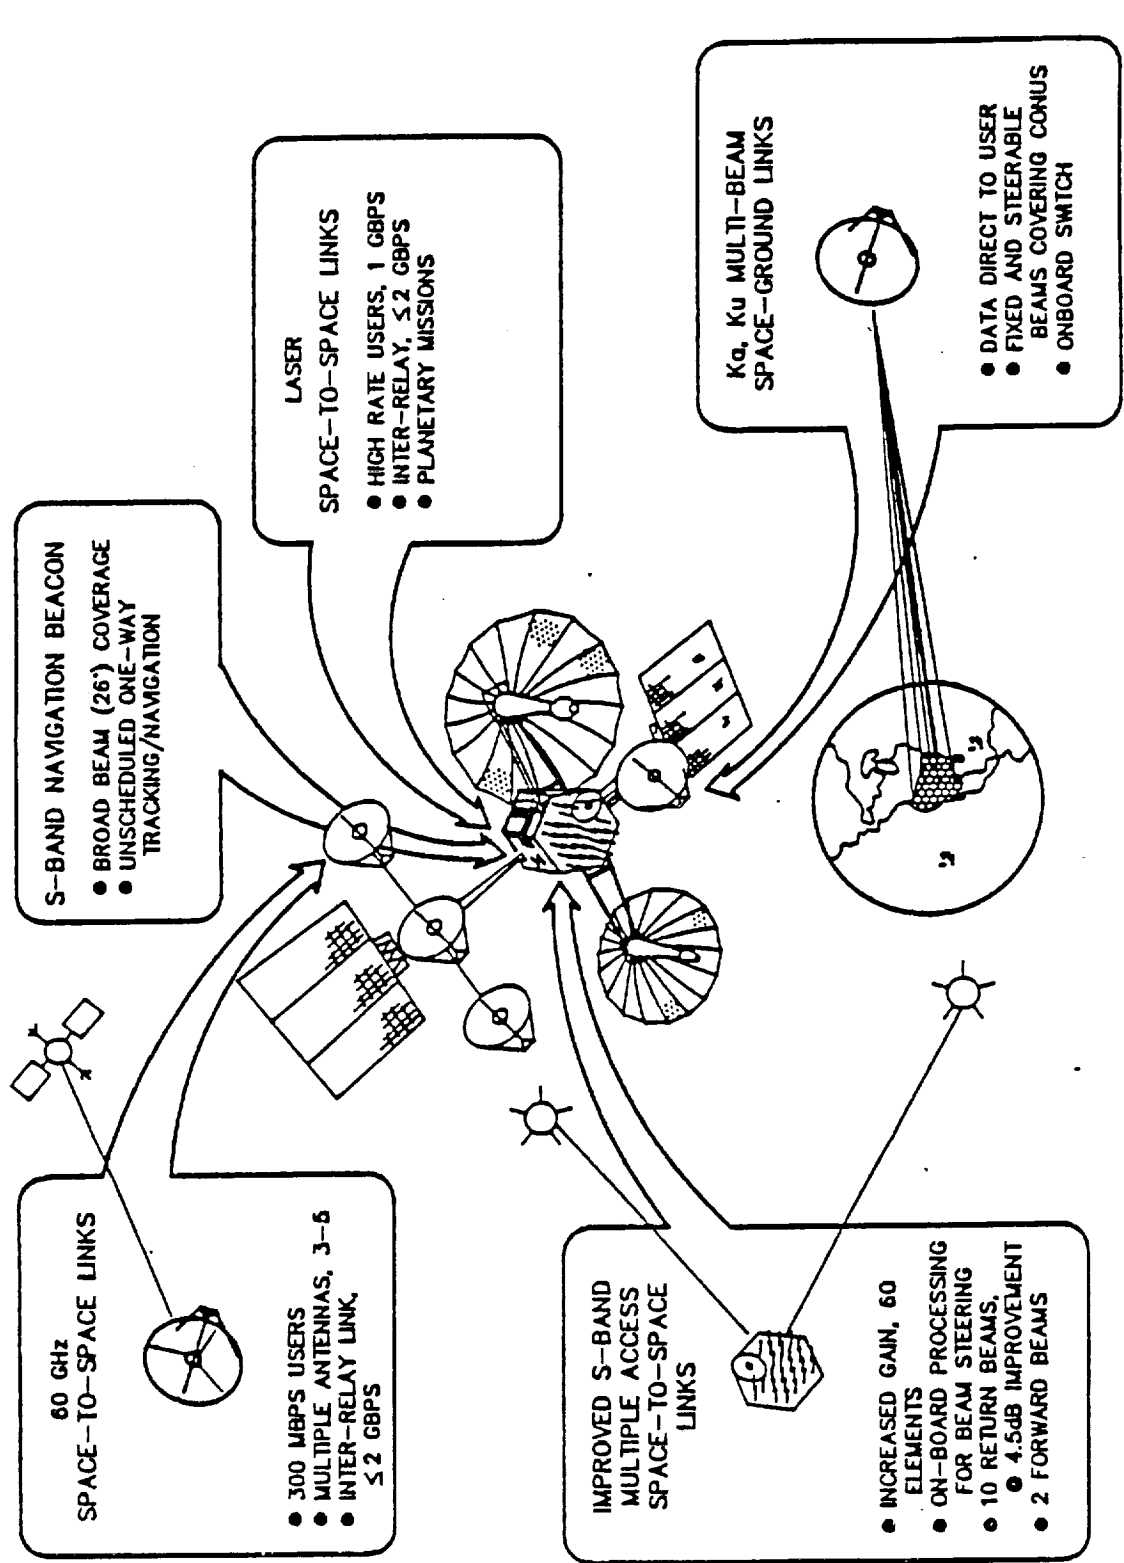 60 GHz
SPACE-TO-SPACE LINKS
● 300 MBPS USERS
● MULTIPLE ANTENNAS, 3-5
● INTER-RELAY LINK,
≤2 GBPS
S-BAND NAVIGATION BEACON
● BROAD BEAM (26°) COVERAGE
● UNSCHEDULED ONE-WAY
TRACKING/NAVIGATION
LASER
SPACE-TO-SPACE LINKS
● HIGH RATE USERS, 1 GBPS
● INTER-RELAY, ≤2 GBPS
● PLANETARY MISSIONS
IMPROVED S-BAND
MULTIPLE ACCESS
SPACE-TO-SPACE
LINKS
● INCREASED GAIN, 60
ELEMENTS
● ON-BOARD PROCESSING
FOR BEAM STEERING
● 10 RETURN BEAMS,
● 4.5dB IMPROVEMENT
● 2 FORWARD BEAMS
Ka, Ku MULTI-BEAM
SPACE-GROUND LINKS
● DATA DIRECT TO USER
● FIXED AND STEERABLE
BEAMS COVERING CONUS
● ONBOARD SWITCH